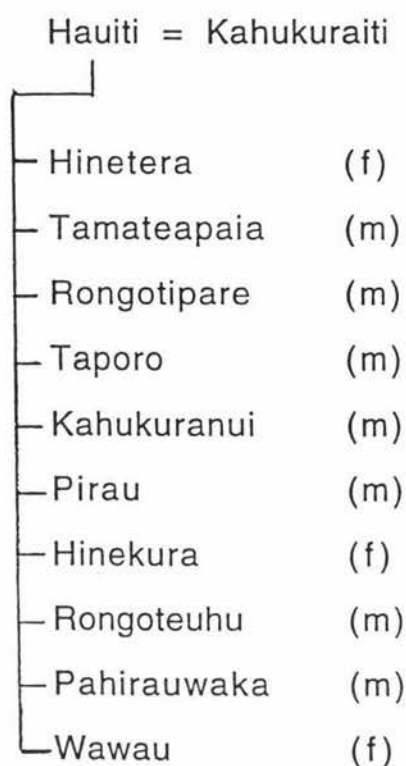 Hauiti = Kahukuraiti
Hinetera (f)
Tamateapaia (m)
Rongotipare (m)
Taporo (m)
Kahukuranui (m)
Pirau (m)
Hinekura (f)
Rongoteuhu (m)
Pahirauwaka (m)
Wawau (f)